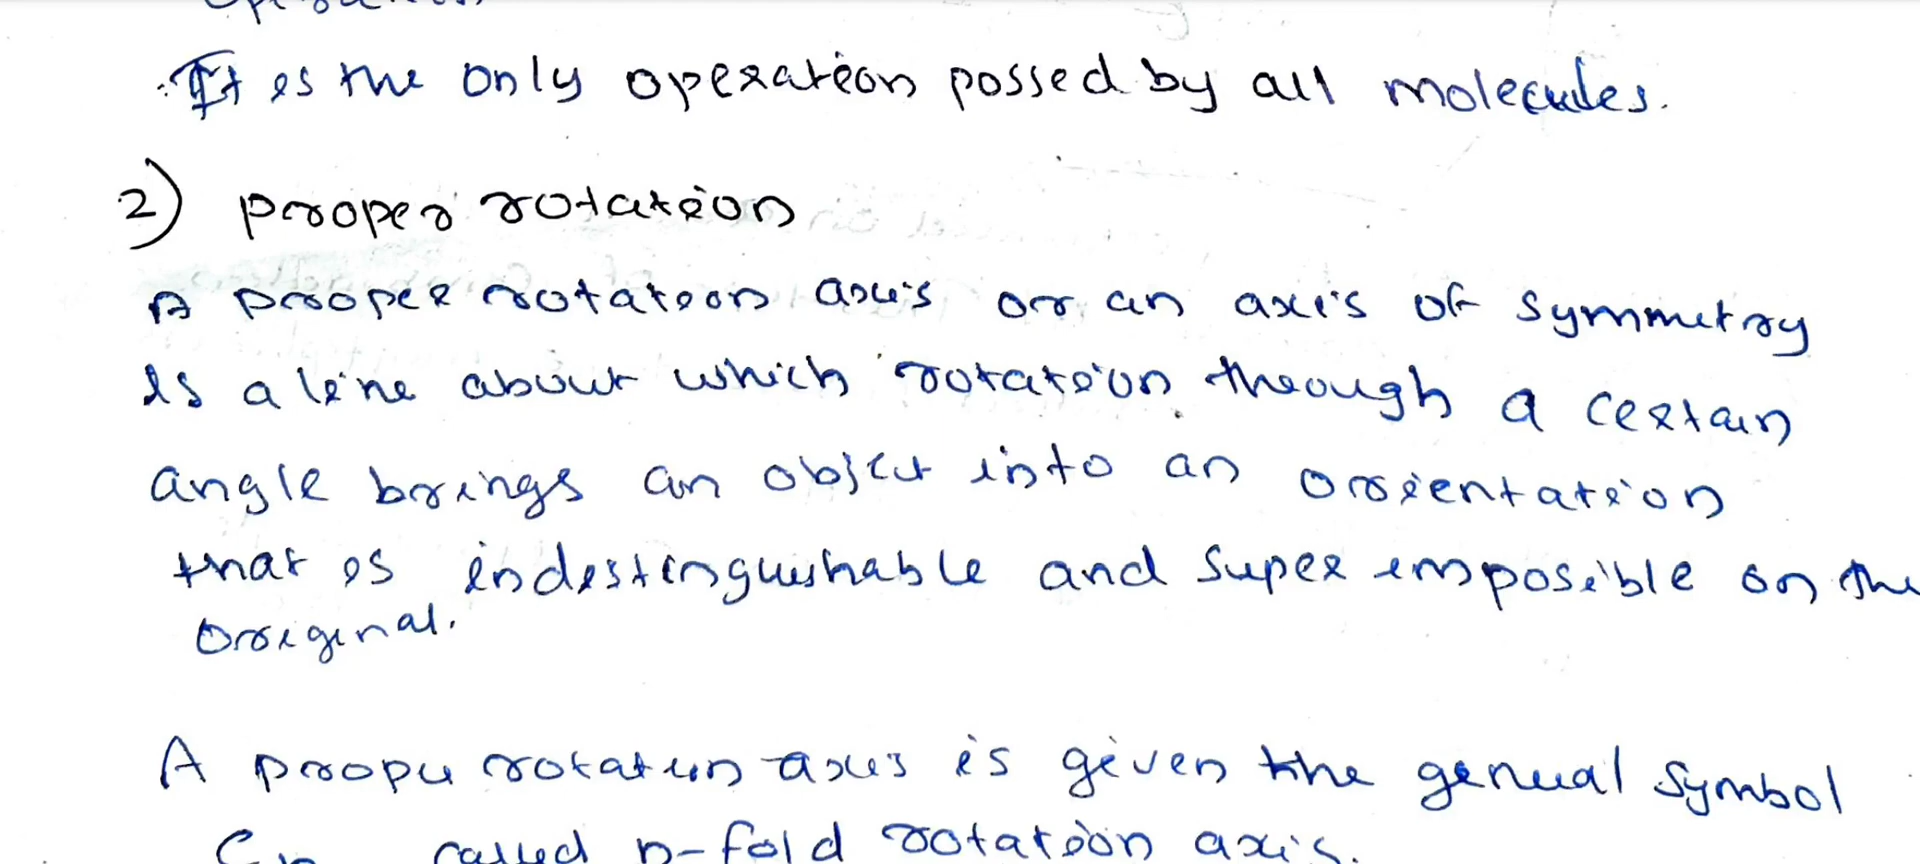 It is the only operation possed by all molecules.
2) proper rotation
A proper rotation axis or an axis of symmetry
is a line about which rotation through a certain
angle brings an object into an orientation
that is indistinguishable and super imposible on the
original.
A proper rotation axis is given the general symbol
Cn called n-fold rotation axis.